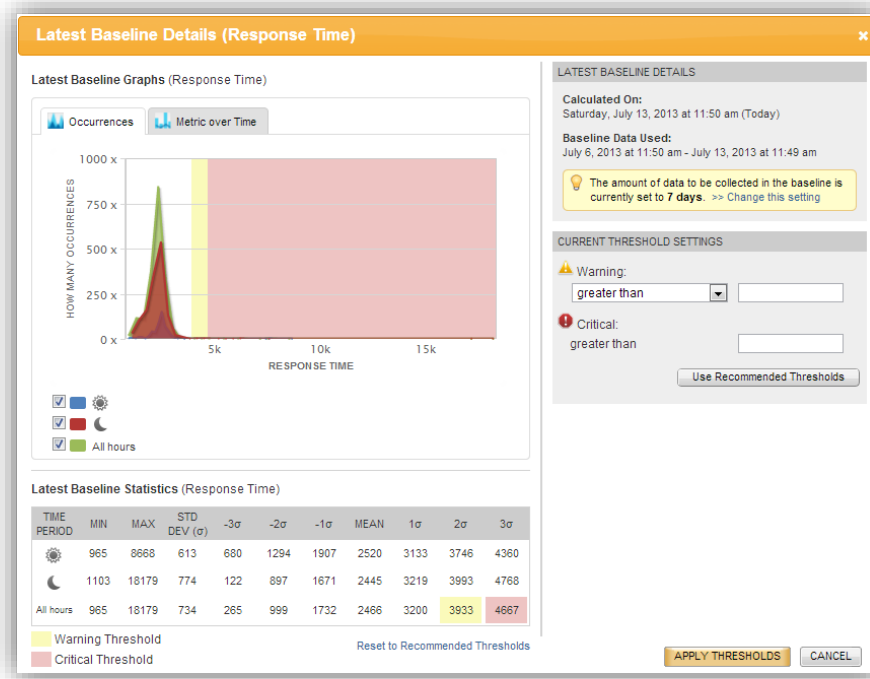 Latest Baseline Details (Response Time)
Latest Baseline Graphs (Response Time)
Occurrences
Metric over Time
1000 x
750 x
500 x
250 x
0 x
HOW MANY OCCURRENCES
5k
10k
15k
RESPONSE TIME
All hours
Latest Baseline Statistics (Response Time)
TIME PERIOD MIN MAX STD DEV (σ) -3σ -2σ -1σ MEAN 1σ 2σ 3σ
965 8668 613 680 1294 1907 2520 3133 3746 4360
1103 18179 774 122 897 1671 2445 3219 3993 4768
All hours 965 18179 734 265 999 1732 2466 3200 3933 4667
Warning Threshold
Critical Threshold
Reset to Recommended Thresholds
LATEST BASELINE DETAILS
Calculated On:
Saturday, July 13, 2013 at 11:50 am (Today)
Baseline Data Used:
July 6, 2013 at 11:50 am - July 13, 2013 at 11:49 am
The amount of data to be collected in the baseline is
currently set to 7 days. >> Change this setting
CURRENT THRESHOLD SETTINGS
Warning:
greater than
Critical:
greater than
Use Recommended Thresholds
APPLY THRESHOLDS
CANCEL